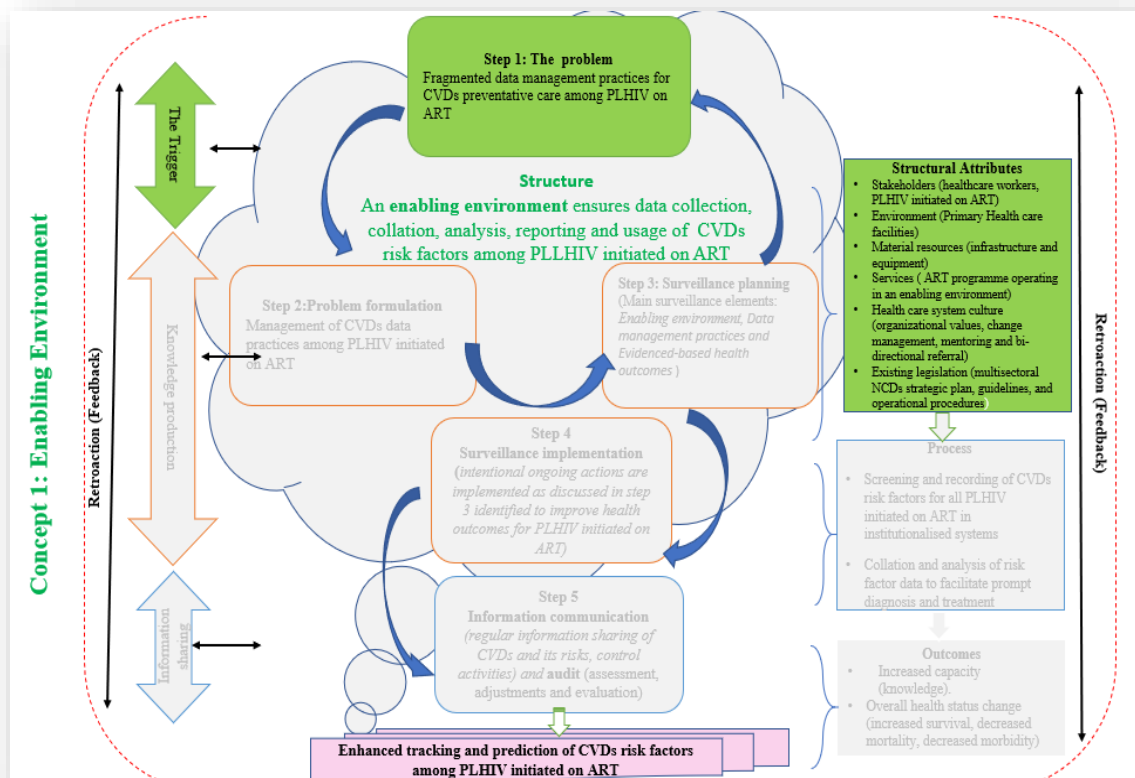 Concept 1: Enabling Environment
Retroaction (Feedback)
The Trigger
Knowledge production
Information
sharing
Step 1: The problem
Fragmented data management practices for
CVDs preventative care among PLHIV on
ART
Structure
An enabling environment ensures data collection,
collation, analysis, reporting and usage of CVDs
risk factors among PLLHIV initiated on ART
Step 2:Problem formulation
Management of CVDs data
practices among PLHIV initiated
on ART
Step 3: Surveillance planning
(Main surveillance elements:
Enabling environment, Data
management practices and
Evidenced-based health
outcomes )
Step 4
Surveillance implementation
(intentional ongoing actions are
implemented as discussed in step
3 identified to improve health
outcomes for PLHIV initiated on
ART)
Step 5
Information communication
(regular information sharing of
CVDs and its risks, control
activities) and audit (assessment,
adjustments and evaluation)
Enhanced tracking and prediction of CVDs risk factors
among PLHIV initiated on ART
Structural Attributes
• Stakeholders (healthcare workers,
PLHIV initiated on ART)
• Environment (Primary Health care
facilities)
• Material resources (infrastructure and
equipment)
• Services ( ART programme operating
in an enabling environment)
• Health care system culture
(organizational values, change
management, mentoring and bi-
directional referral)
• Existing legislation (multisectoral
NCDs strategic plan, guidelines, and
operational procedures)
Process
• Screening and recording of CVDs
risk factors for all PLHIV
initiated on ART in
institutionalised systems
• Collation and analysis of risk
factor data to facilitate prompt
diagnosis and treatment
Outcomes
• Increased capacity
(knowledge).
• Overall health status change
(increased survival, decreased
mortality, decreased morbidity)
Retroaction (Feedback)